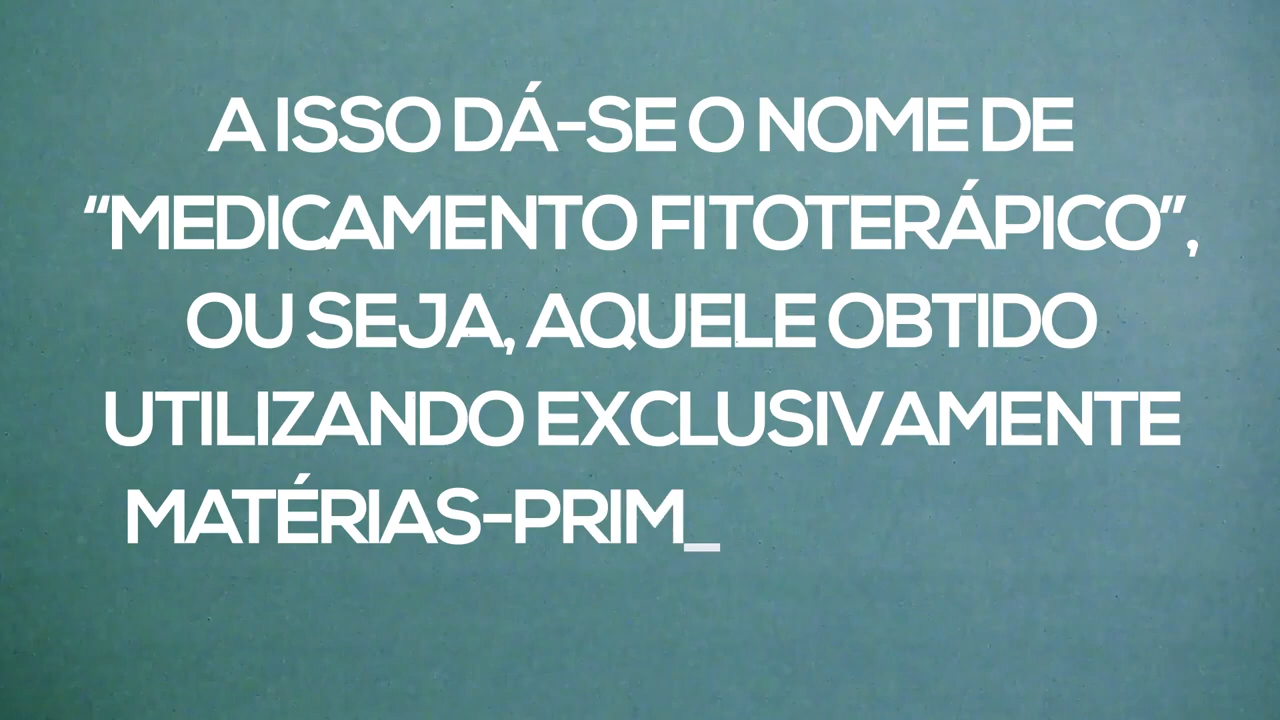 A ISSO DÁ-SE O NOME DE
“MEDICAMENTO FITOTERÁPICO”,
OU SEJA, AQUELE OBTIDO
UTILIZANDO EXCLUSIVAMENTE
MATÉRIAS-PRIM_